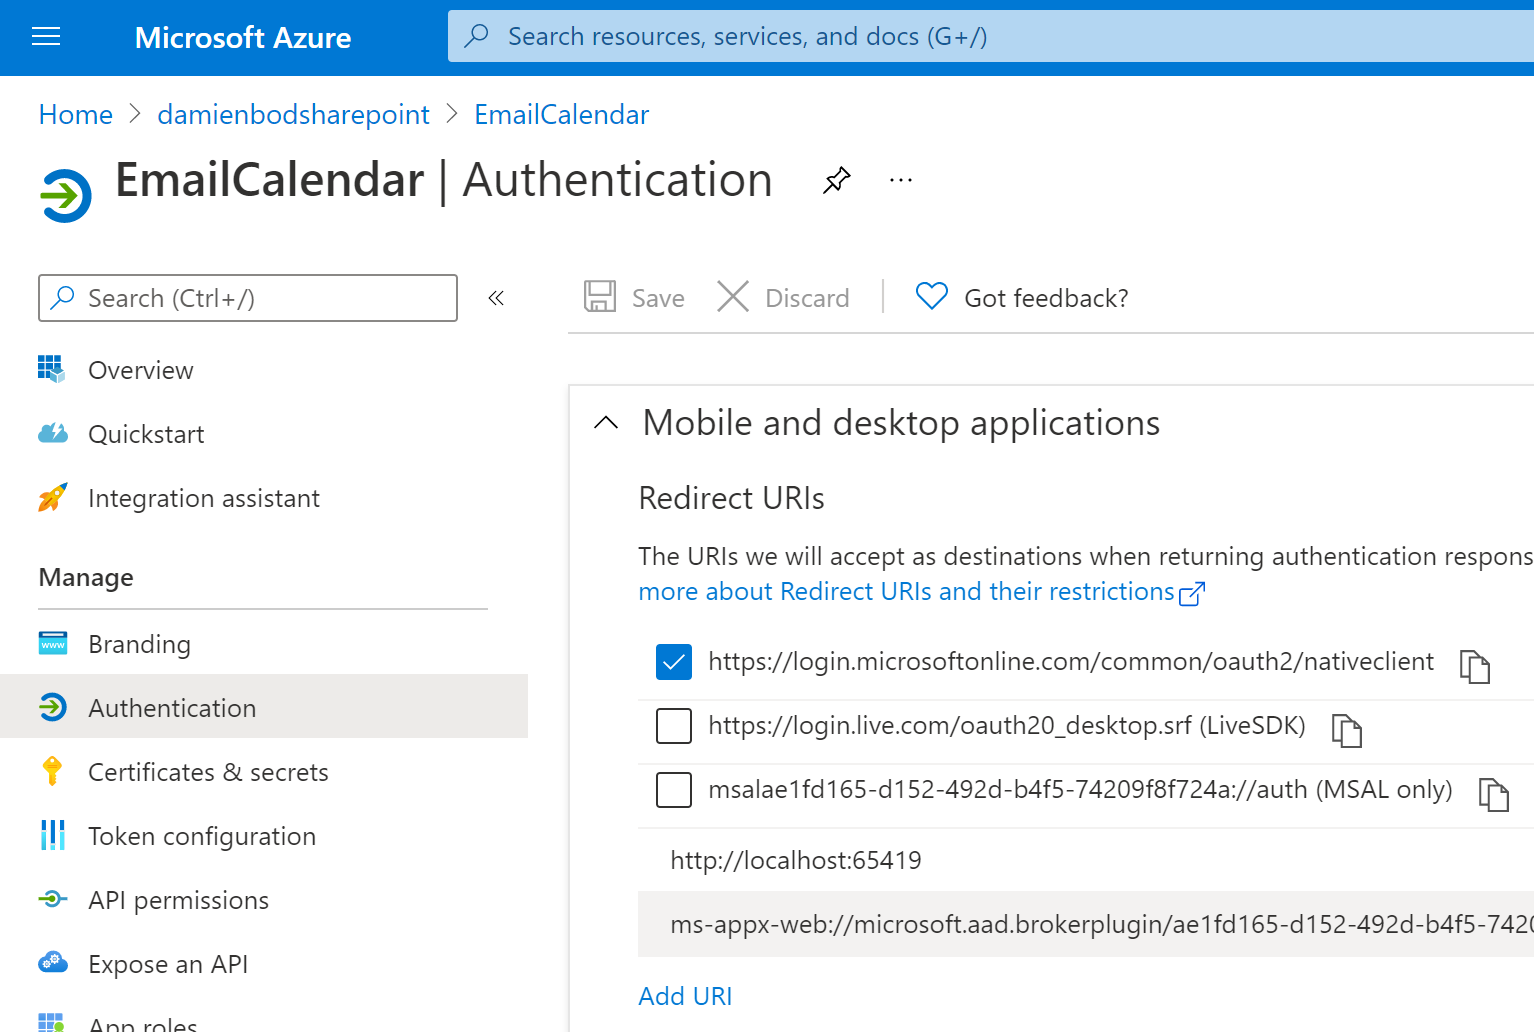 Microsoft Azure
Search resources, services, and docs (G+/)
Home > damienbodsharepoint > EmailCalendar
EmailCalendar | Authentication
...
Search (Ctrl+/)
«
Save
Discard
Got feedback?
Overview
Quickstart
Integration assistant
Manage
Branding
Authentication
Certificates & secrets
Token configuration
API permissions
Expose an API
App roles
Mobile and desktop applications
Redirect URIs
The URIs we will accept as destinations when returning authentication respons
more about Redirect URIs and their restrictions
https://login.microsoftonline.com/common/oauth2/nativeclient
https://login.live.com/oauth20_desktop.srf (LiveSDK)
msalae1fd165-d152-492d-b4f5-74209f8f724a://auth (MSAL only)
http://localhost:65419
ms-appx-web://microsoft.aad.brokerplugin/ae1fd165-d152-492d-b4f5-7420
Add URI